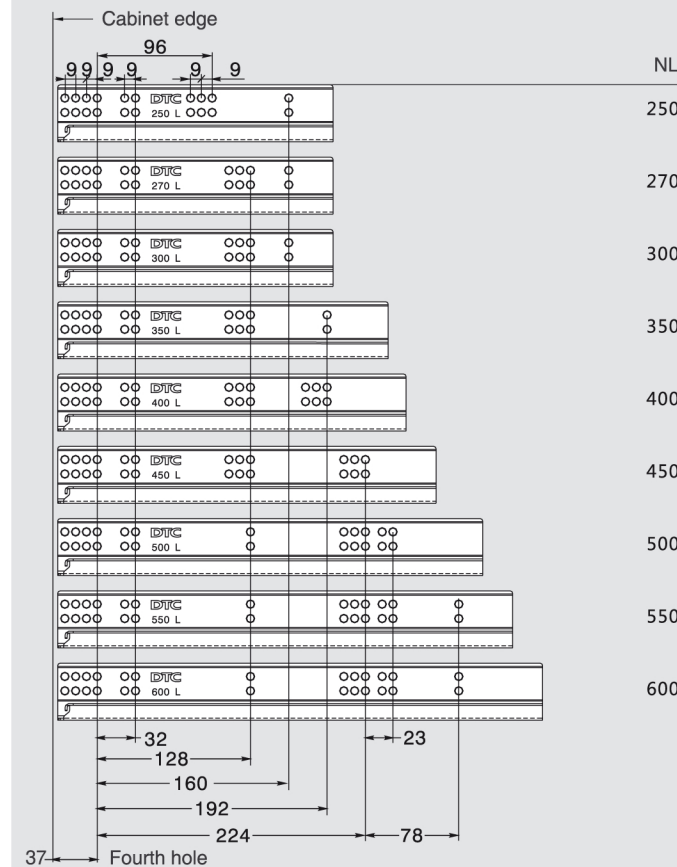 Cabinet edge
96
9 9 9 9 9 9
NL
DTC
250 L
250
DTC
270 L
270
DTC
300 L
300
DTC
350 L
350
DTC
400 L
400
DTC
450 L
450
DTC
500 L
500
DTC
550 L
550
DTC
600 L
600
32
23
128
160
192
224
78
37
Fourth hole